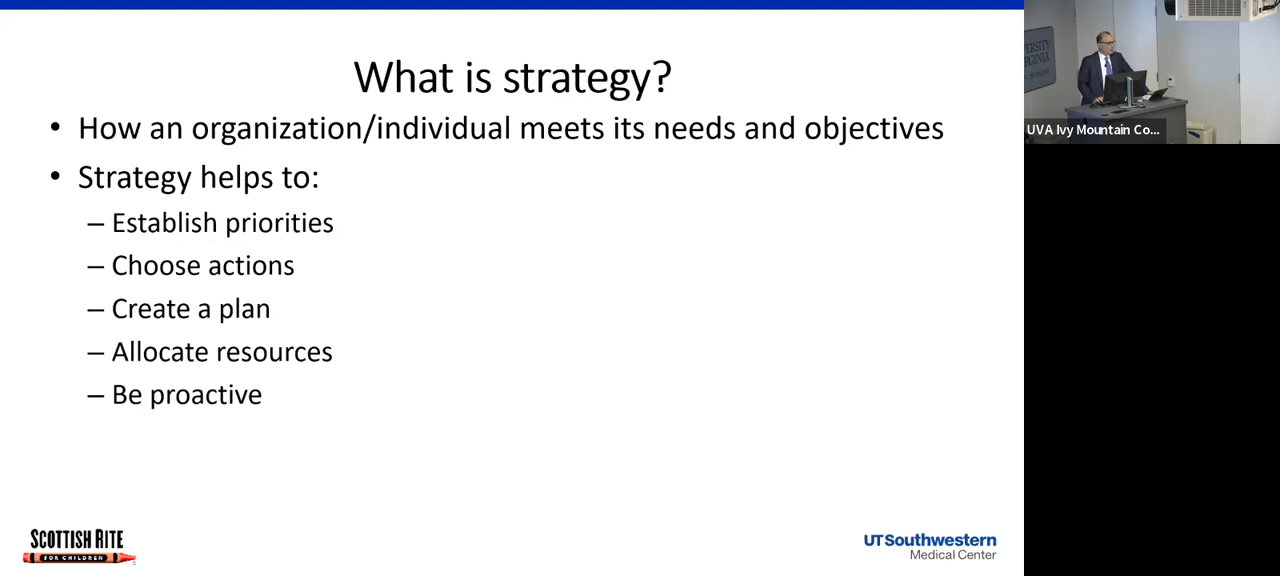 What is strategy?
• How an organization/individual meets its needs and objectives
• Strategy helps to:
– Establish priorities
– Choose actions
– Create a plan
– Allocate resources
– Be proactive
SCOTTISH RITE
FOR CHILDREN
UT Southwestern
Medical Center
UVA Ivy Mountain Co...